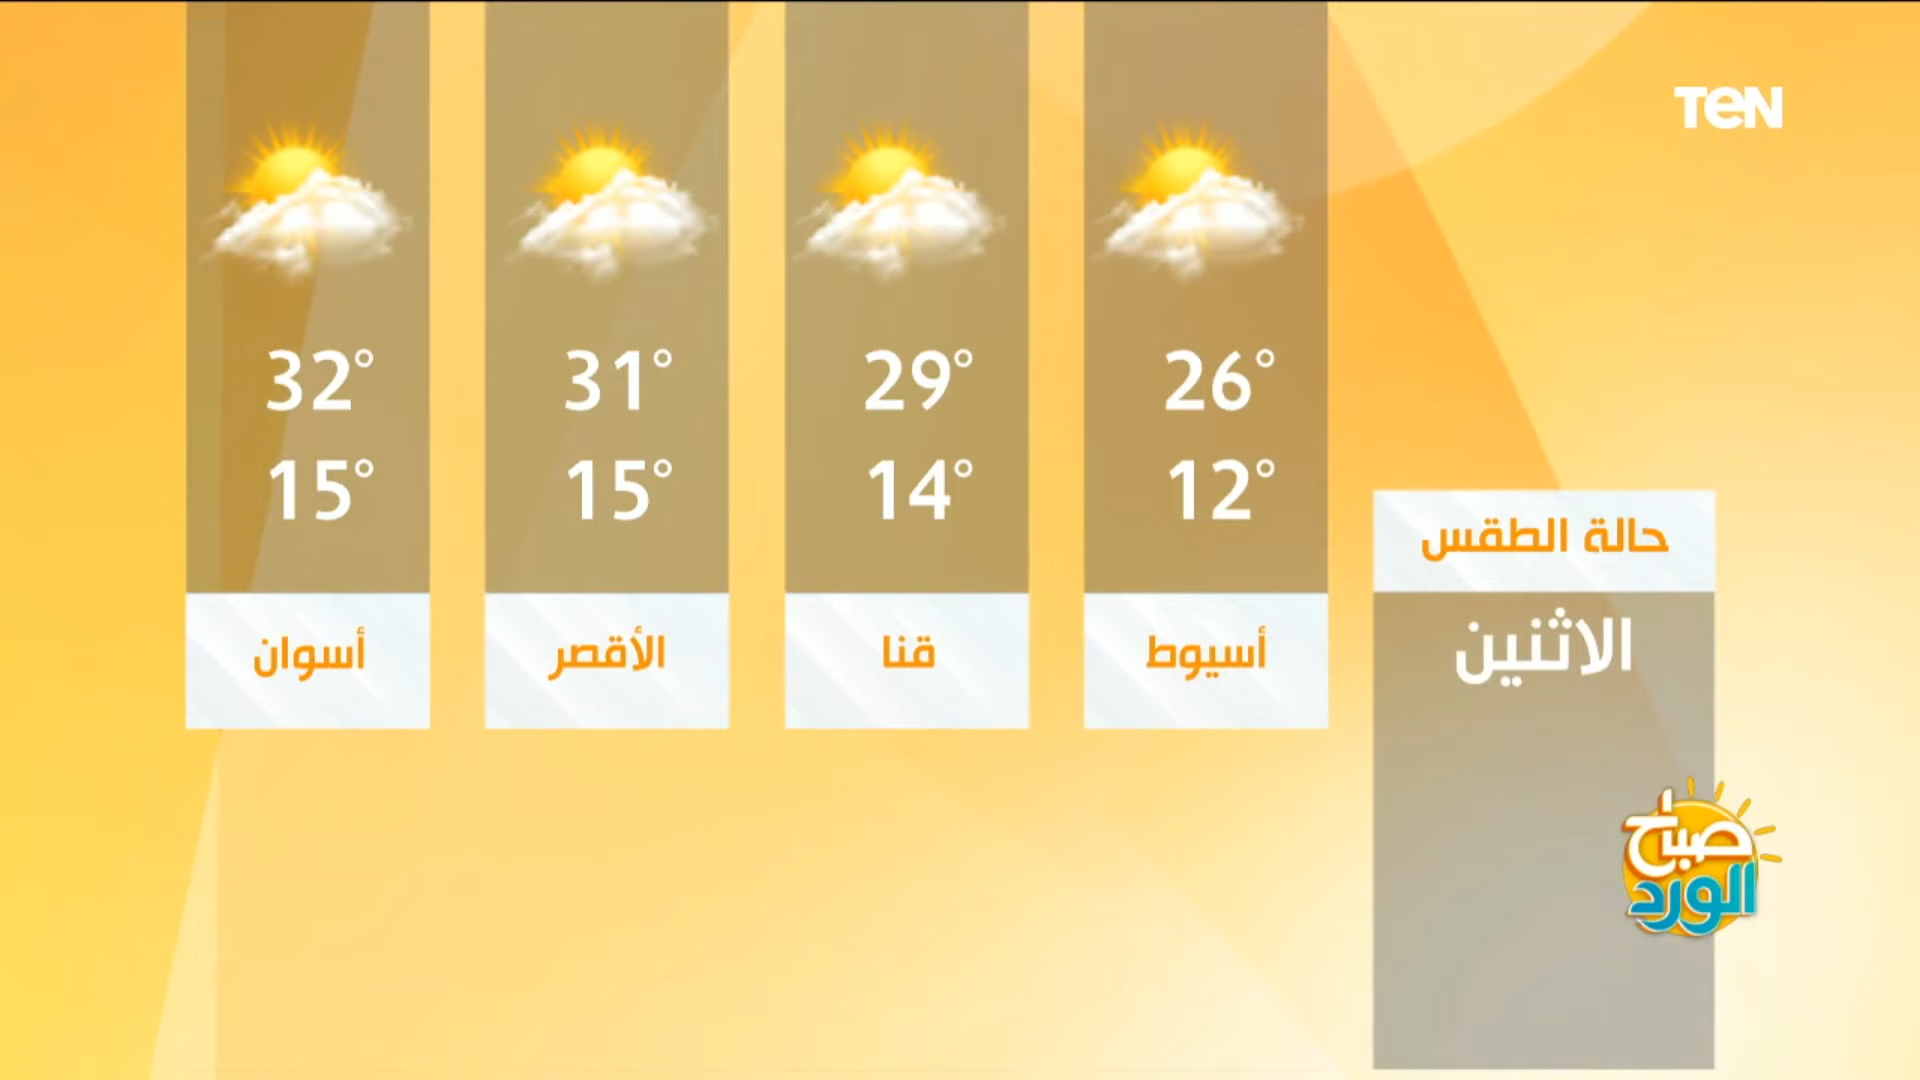 TEN
حالة الطقس
الاثنين
26° 29° 31° 32°
12° 14° 15° 15°
أسيوط قنا الأقصر أسوان
صباح
الورد